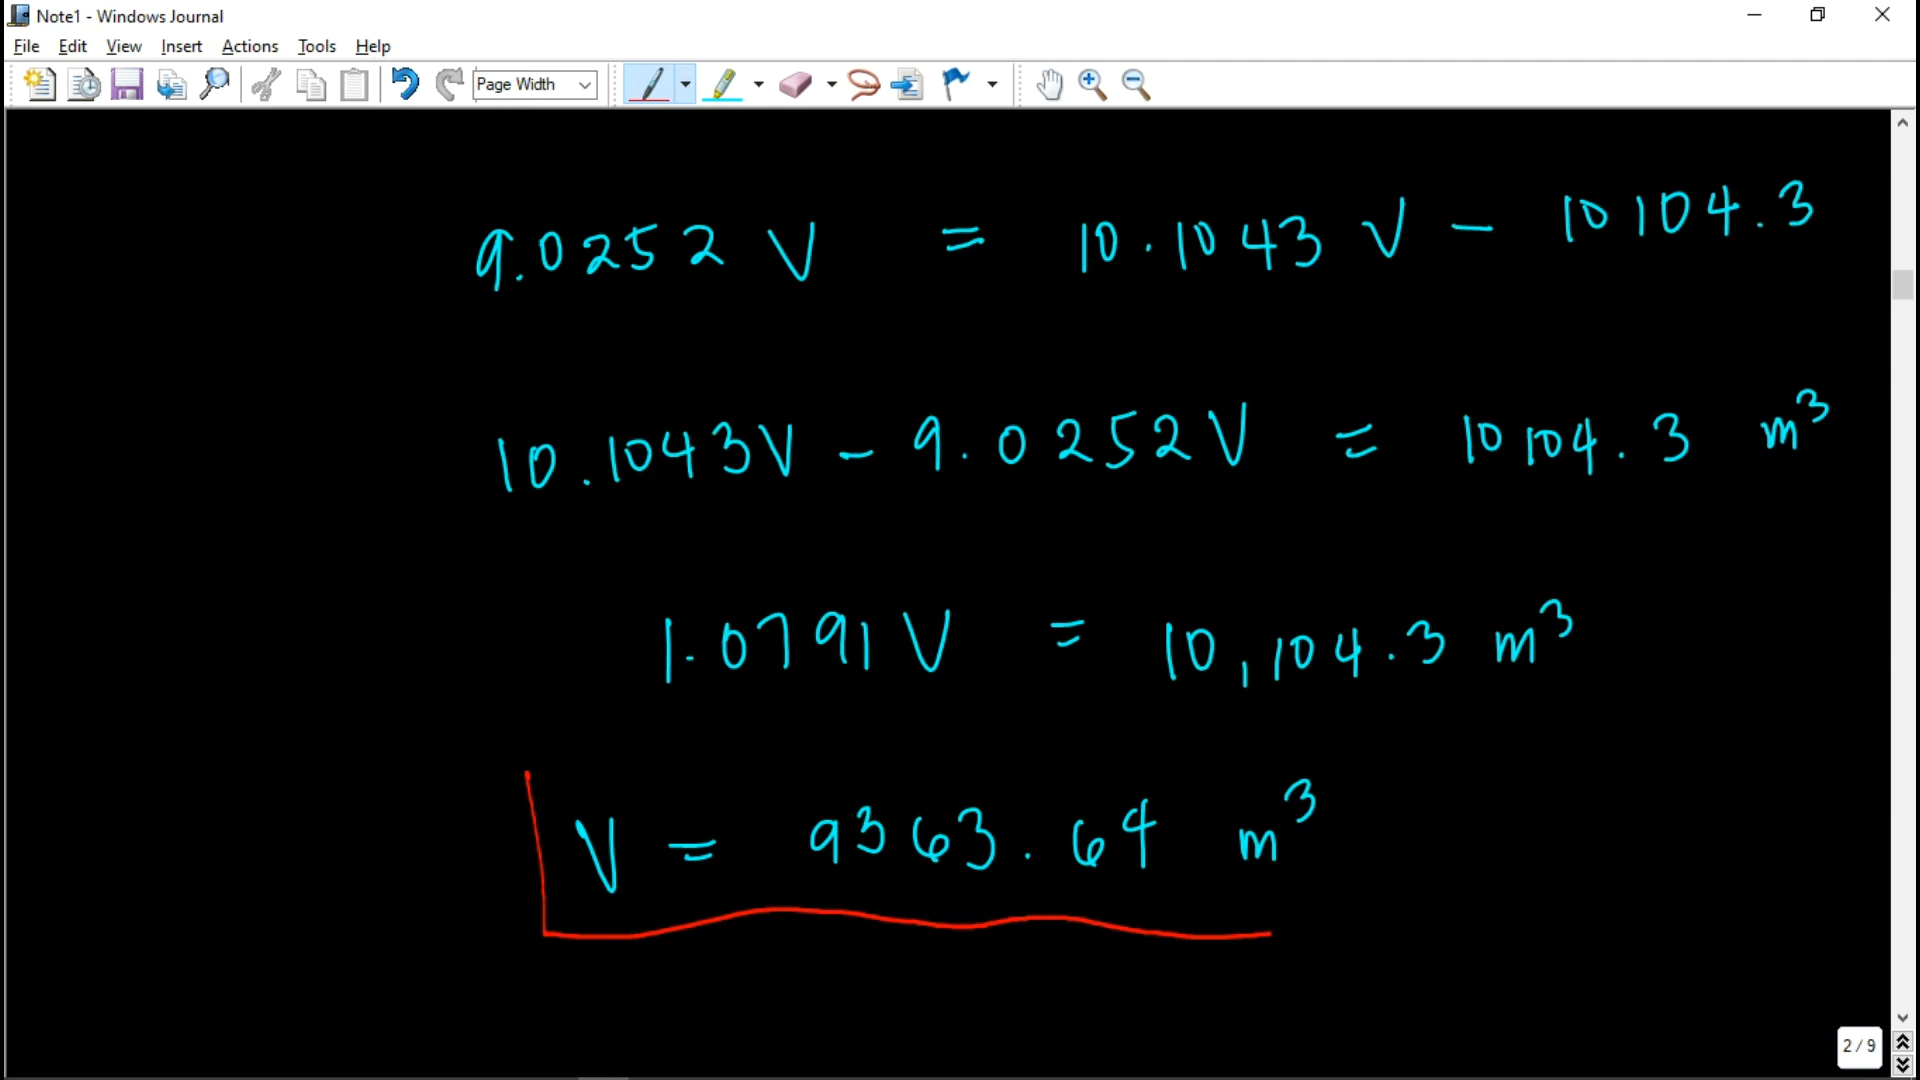 Note1 - Windows Journal
File Edit View Insert Actions Tools Help
Page Width
9.0252 V = 10.1043 V - 10104.3
10.1043V - 9.0252V = 10104.3 m³
1.0791 V = 10,104.3 m³
V = 9363.64 m³
2 / 9